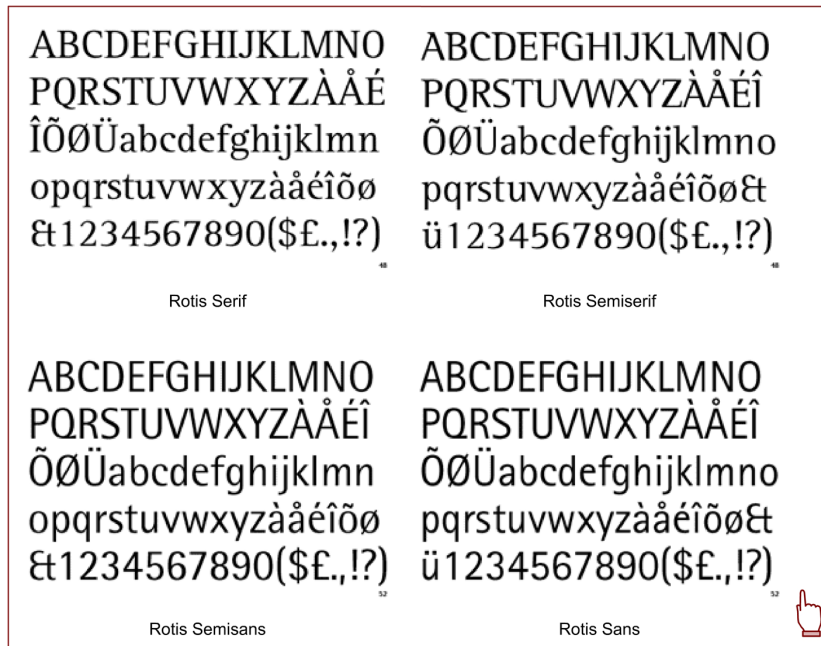 ABCDEFGHIJKLMNO
PQRSTUVWXYZÀÅÉ
ÎÕØÜabcdefghijklmn
opqrstuvwxyzàåéîõø
&1234567890($£.,!?)
48
Rotis Serif
ABCDEFGHIJKLMNO
PQRSTUVWXYZÀÅÉÎ
ÕØÜabcdefghijklmno
pqrstuvwxyzàåéîõø&
ü1234567890($£.,!?)
48
Rotis Semiserif
ABCDEFGHIJKLMNO
PQRSTUVWXYZÀÅÉÎ
ÕØÜabcdefghijklmn
opqrstuvwxyzàåéîõø
&1234567890($£.,!?)
52
Rotis Semisans
ABCDEFGHIJKLMNO
PQRSTUVWXYZÀÅÉÎ
ÕØÜabcdefghijklmno
pqrstuvwxyzàåéîõø&
ü1234567890($£.,!?)
52
Rotis Sans